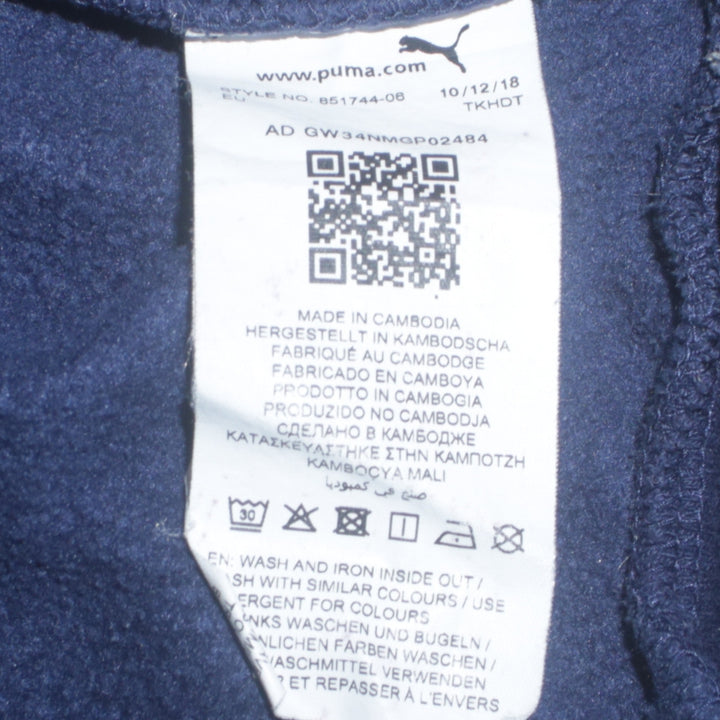 www.puma.com
STYLE NO. 851744-06 10/12/18
EU TKHDT
AD GW34NMGP02484
MADE IN CAMBODIA
HERGESTELLT IN KAMBODSCHA
FABRIQUÉ AU CAMBODGE
FABRICADO EN CAMBOYA
PRODOTTO IN CAMBOGIA
PRODUZIDO NO CAMBODJA
СДЕЛАНО В КАМБОДЖЕ
ΚΑΤΑΣΚΕΥΑΣΤΗΚΕ ΣΤΗΝ ΚΑΜΠΟΤΖΗ
KAMBOÇYA MALI
صنع في كمبوديا
30
EN: WASH AND IRON INSIDE OUT /
WITH SIMILAR COLOURS / USE
FOR COLOURS
WASCHEN UND BÜGELN /
FARBEN WASCHEN /
VERWENDEN
ET REPASSER À L'ENVERS